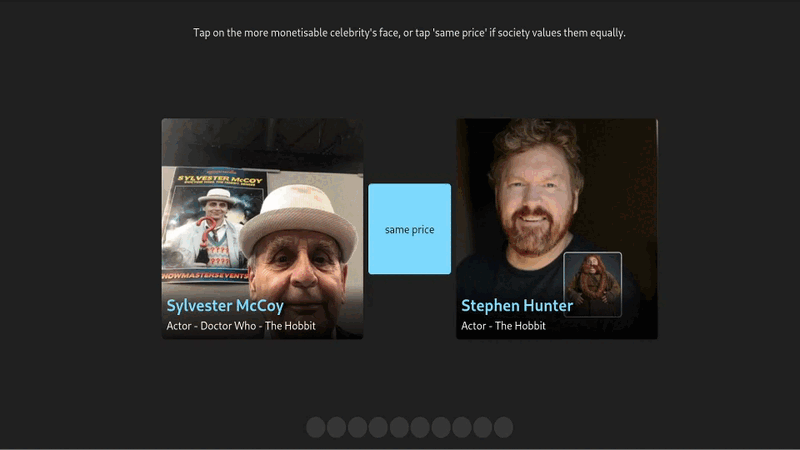 Tap on the more monetisable celebrity's face, or tap 'same price' if society values them equally.
SYLVESTER McCOY
Sylvester McCoy
Actor - Doctor Who - The Hobbit
same price
Stephen Hunter
Actor - The Hobbit